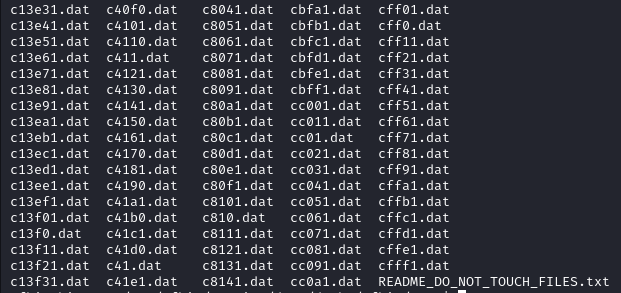 c13e31.dat  c40f0.dat  c8041.dat  cbfa1.dat  cff01.dat
c13e41.dat  c4101.dat  c8051.dat  cbfb1.dat  cff0.dat
c13e51.dat  c4110.dat  c8061.dat  cbfc1.dat  cff11.dat
c13e61.dat  c411.dat   c8071.dat  cbfd1.dat  cff21.dat
c13e71.dat  c4121.dat  c8081.dat  cbfe1.dat  cff31.dat
c13e81.dat  c4130.dat  c8091.dat  cbff1.dat  cff41.dat
c13e91.dat  c4141.dat  c80a1.dat  cc001.dat  cff51.dat
c13ea1.dat  c4150.dat  c80b1.dat  cc011.dat  cff61.dat
c13eb1.dat  c4161.dat  c80c1.dat  cc01.dat   cff71.dat
c13ec1.dat  c4170.dat  c80d1.dat  cc021.dat  cff81.dat
c13ed1.dat  c4181.dat  c80e1.dat  cc031.dat  cff91.dat
c13ee1.dat  c4190.dat  c80f1.dat  cc041.dat  cffa1.dat
c13ef1.dat  c41a1.dat  c8101.dat  cc051.dat  cffb1.dat
c13f01.dat  c41b0.dat  c810.dat   cc061.dat  cffc1.dat
c13f0.dat   c41c1.dat  c8111.dat  cc071.dat  cffd1.dat
c13f11.dat  c41d0.dat  c8121.dat  cc081.dat  cffe1.dat
c13f21.dat  c41.dat    c8131.dat  cc091.dat  cfff1.dat
c13f31.dat  c41e1.dat  c8141.dat  cc0a1.dat  README_DO_NOT_TOUCH_FILES.txt